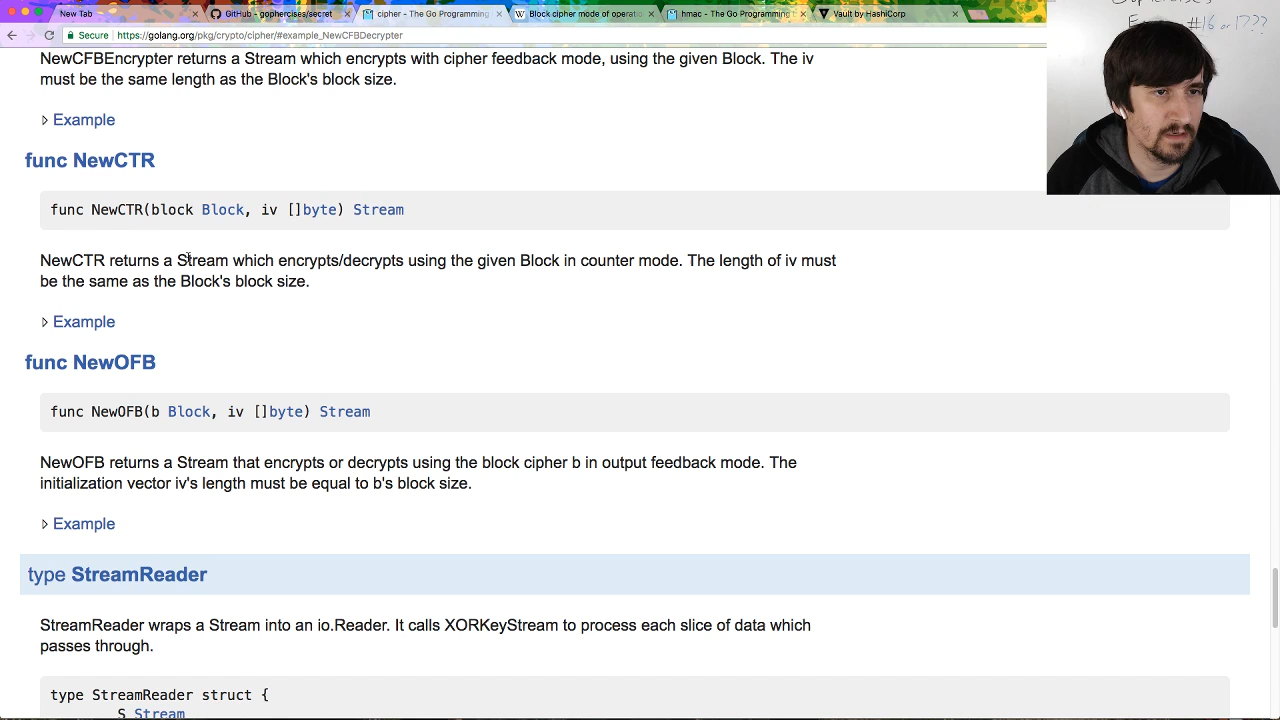 New Tab
GitHub - gophercises/secret
cipher - The Go Programming
Block cipher mode of operatio
hmac - The Go Programming
Vault by HashiCorp
#16 or 17??
Secure
https://golang.org/pkg/crypto/cipher/#example_NewCFBDecrypter
NewCFBEncrypter returns a Stream which encrypts with cipher feedback mode, using the given Block. The iv
must be the same length as the Block's block size.
Example
func NewCTR
func NewCTR(block Block, iv []byte) Stream
NewCTR returns a Stream which encrypts/decrypts using the given Block in counter mode. The length of iv must
be the same as the Block's block size.
Example
func NewOFB
func NewOFB(b Block, iv []byte) Stream
NewOFB returns a Stream that encrypts or decrypts using the block cipher b in output feedback mode. The
initialization vector iv's length must be equal to b's block size.
Example
type StreamReader
StreamReader wraps a Stream into an io.Reader. It calls XORKeyStream to process each slice of data which
passes through.
type StreamReader struct {
S Stream